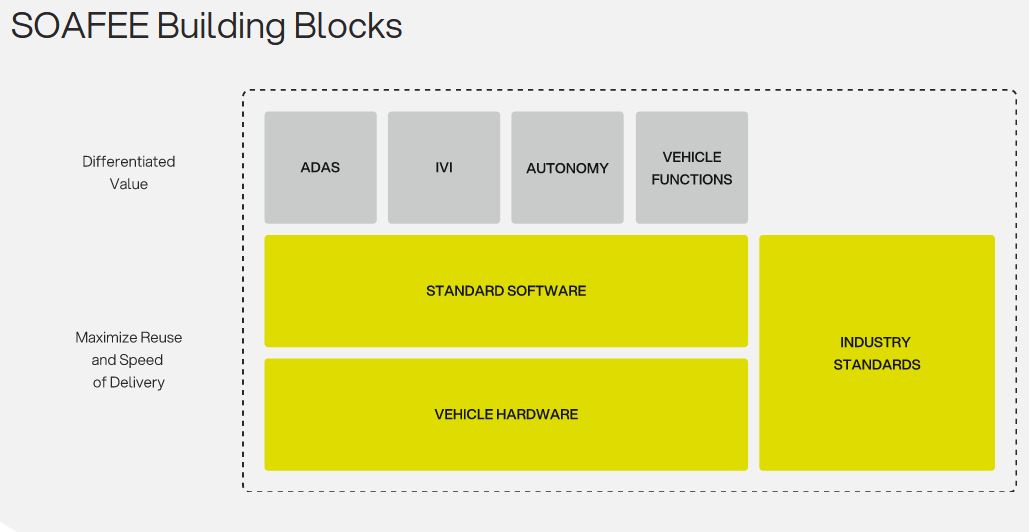 SOAFEE Building Blocks
Differentiated
Value
ADAS
IVI
AUTONOMY
VEHICLE
FUNCTIONS
Maximize Reuse
and Speed
of Delivery
STANDARD SOFTWARE
VEHICLE HARDWARE
INDUSTRY
STANDARDS